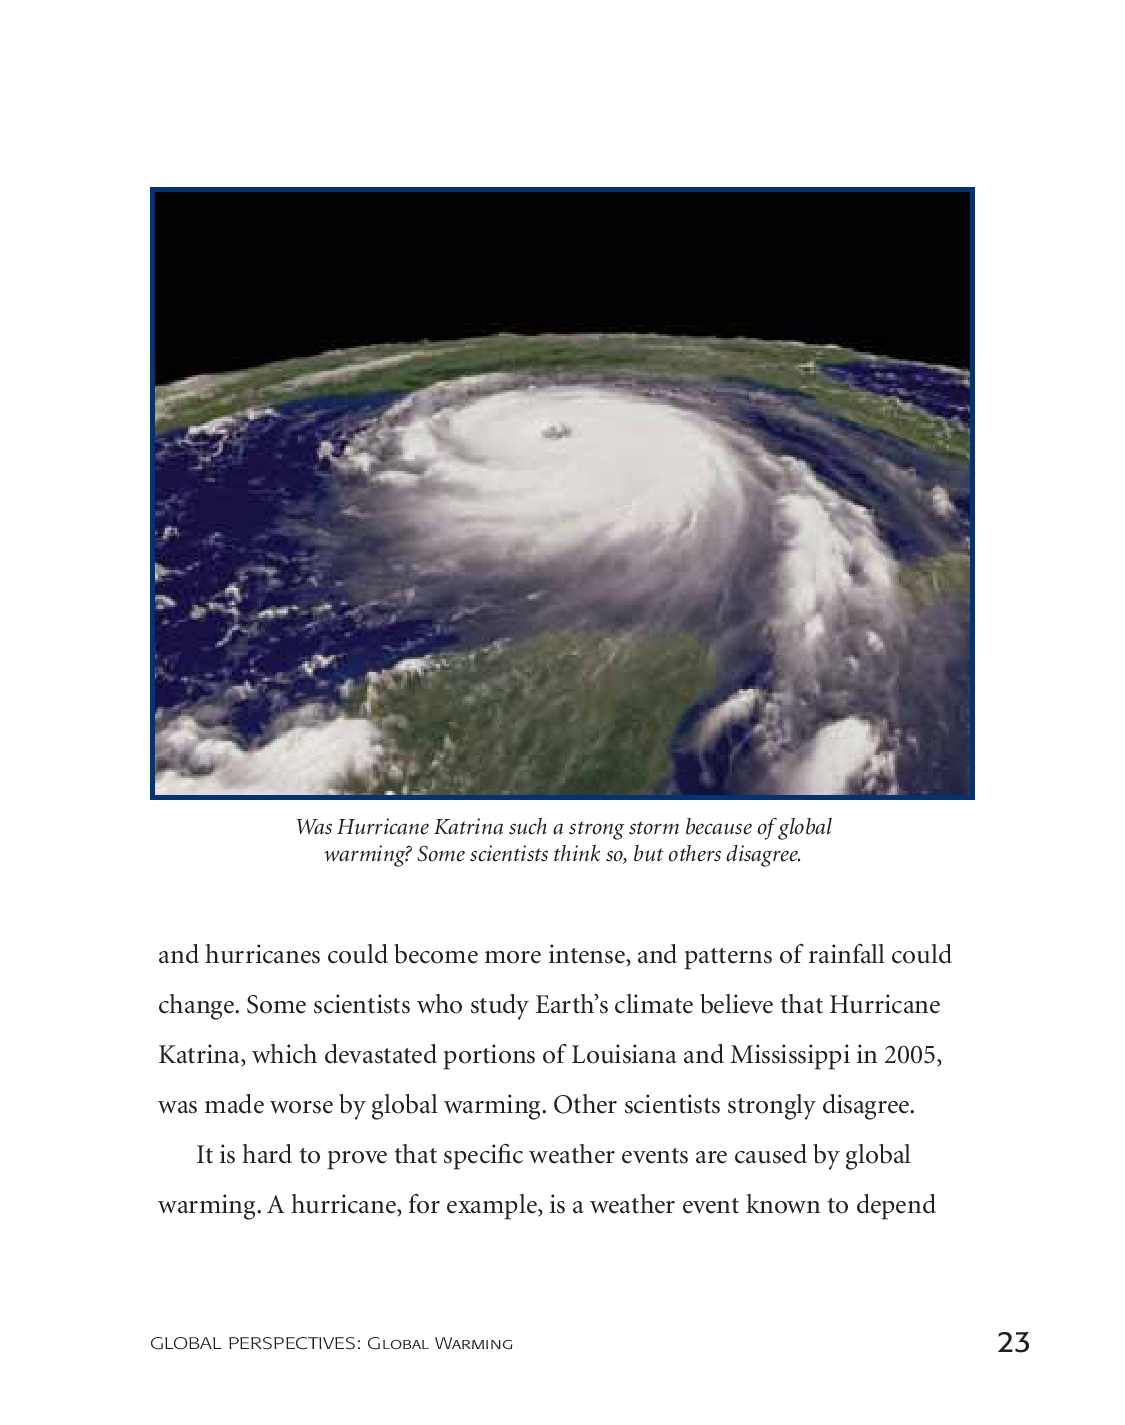 Was Hurricane Katrina such a strong storm because of global
warming? Some scientists think so, but others disagree.
and hurricanes could become more intense, and patterns of rainfall could
change. Some scientists who study Earth’s climate believe that Hurricane
Katrina, which devastated portions of Louisiana and Mississippi in 2005,
was made worse by global warming. Other scientists strongly disagree.
It is hard to prove that specific weather events are caused by global
warming. A hurricane, for example, is a weather event known to depend
GLOBAL PERSPECTIVES: Global Warming 23